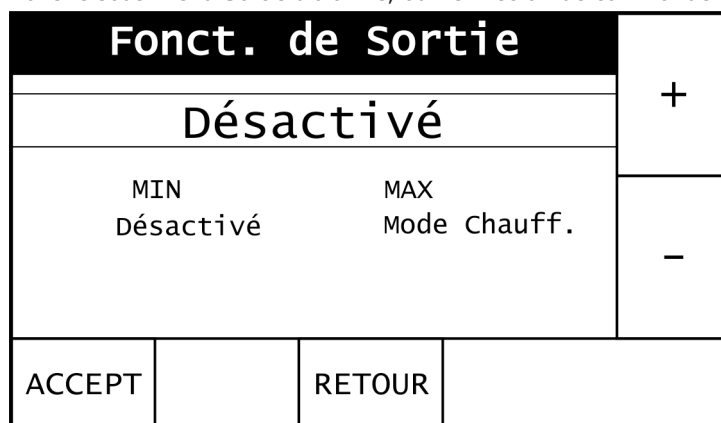 Fonct. de Sortie
+
Désactivé
MIN MAX
Désactivé Mode Chauff.
-
ACCEPT RETOUR